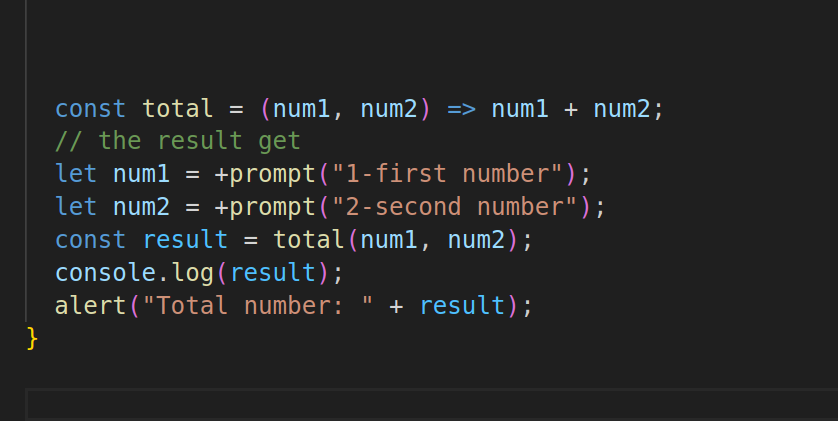 const total = (num1, num2) => num1 + num2;
// the result get
let num1 = +prompt("1-first number");
let num2 = +prompt("2-second number");
const result = total(num1, num2);
console.log(result);
alert("Total number: " + result);
}